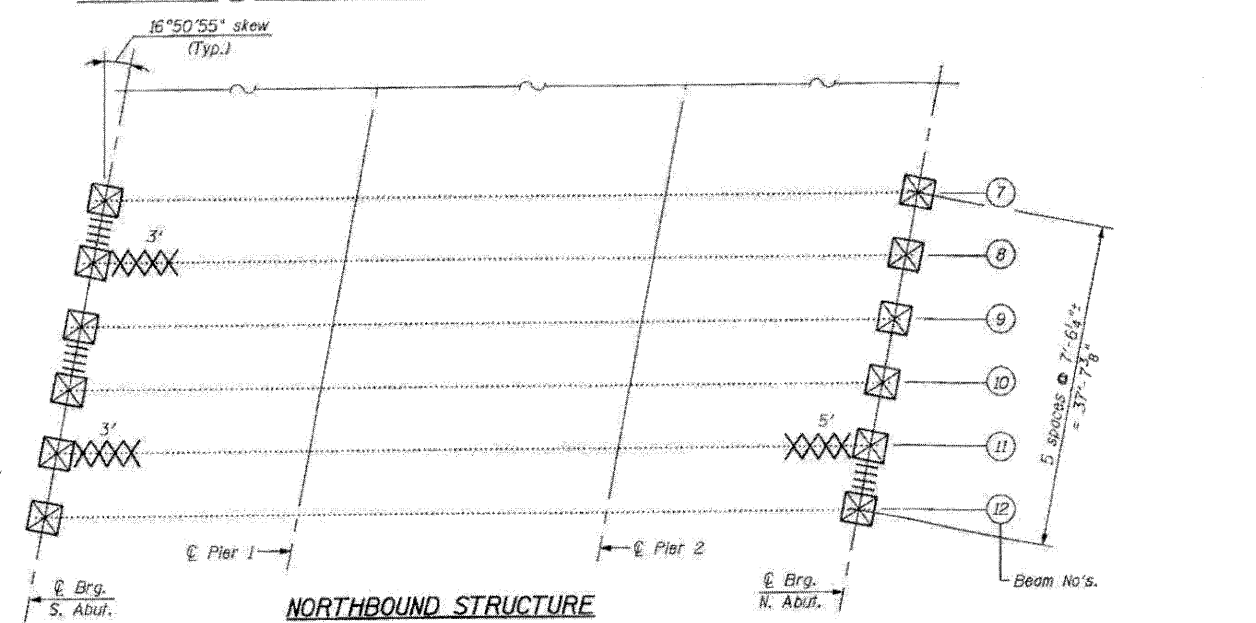 16°50'55" skew
(Typ.)
7
3'
8
9
10
3'
5'
11
12
5 spaces @ 7'-6¼"±
= 37'-7⅜"
℄ Pier 1
℄ Pier 2
Beam No's.
℄ Brg.
S. Abut.
NORTHBOUND STRUCTURE
℄ Brg.
N. Abut.